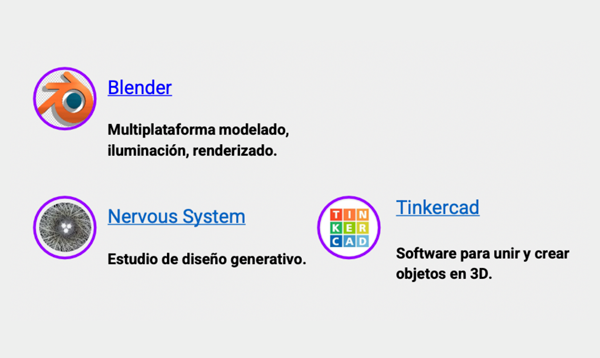 Blender
Multiplataforma modelado,
iluminación, renderizado.
Nervous System
Estudio de diseño generativo.
TIN
KER
CAD
Tinkercad
Software para unir y crear
objetos en 3D.